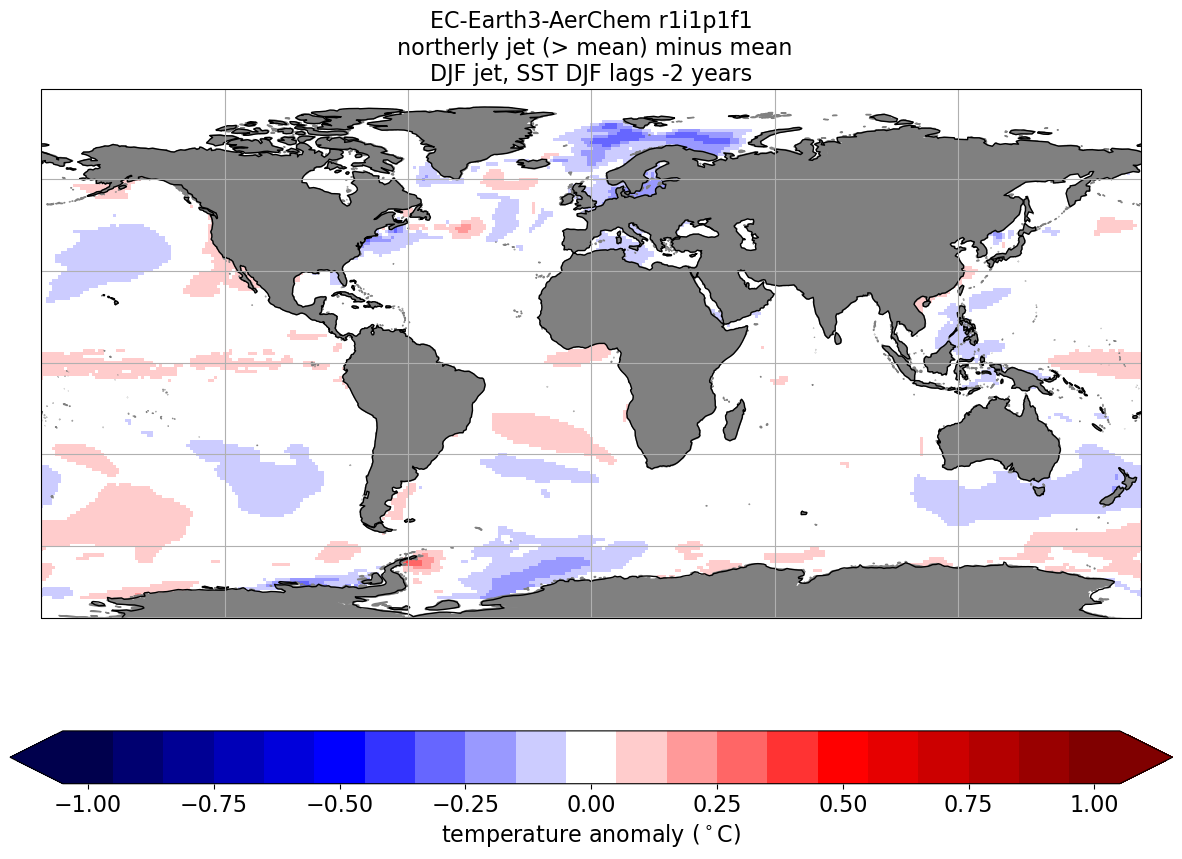 EC-Earth3-AerChem r1i1p1f1
northerly jet (> mean) minus mean
DJF jet, SST DJF lags -2 years
−1.00 −0.75 −0.50 −0.25 0.00 0.25 0.50 0.75 1.00
temperature anomaly (°C)